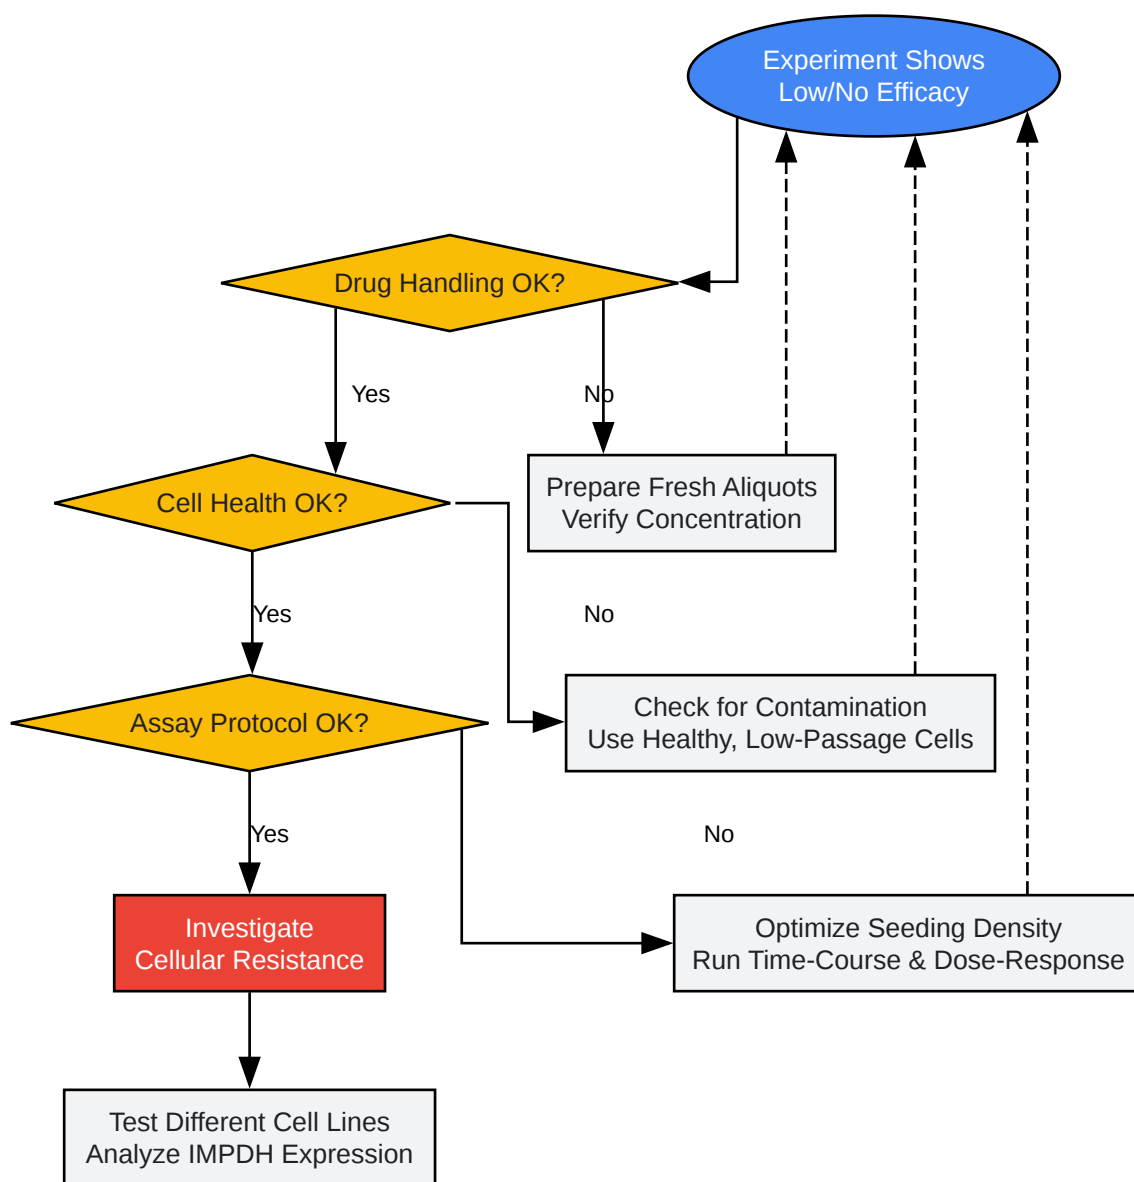 Experiment Shows
Low/No Efficacy
Drug Handling OK?
Yes
No
Cell Health OK?
Prepare Fresh Aliquots
Verify Concentration
Yes
No
Assay Protocol OK?
Check for Contamination
Use Healthy, Low-Passage Cells
Yes
No
Investigate
Cellular Resistance
Optimize Seeding Density
Run Time-Course & Dose-Response
Test Different Cell Lines
Analyze IMPDH Expression